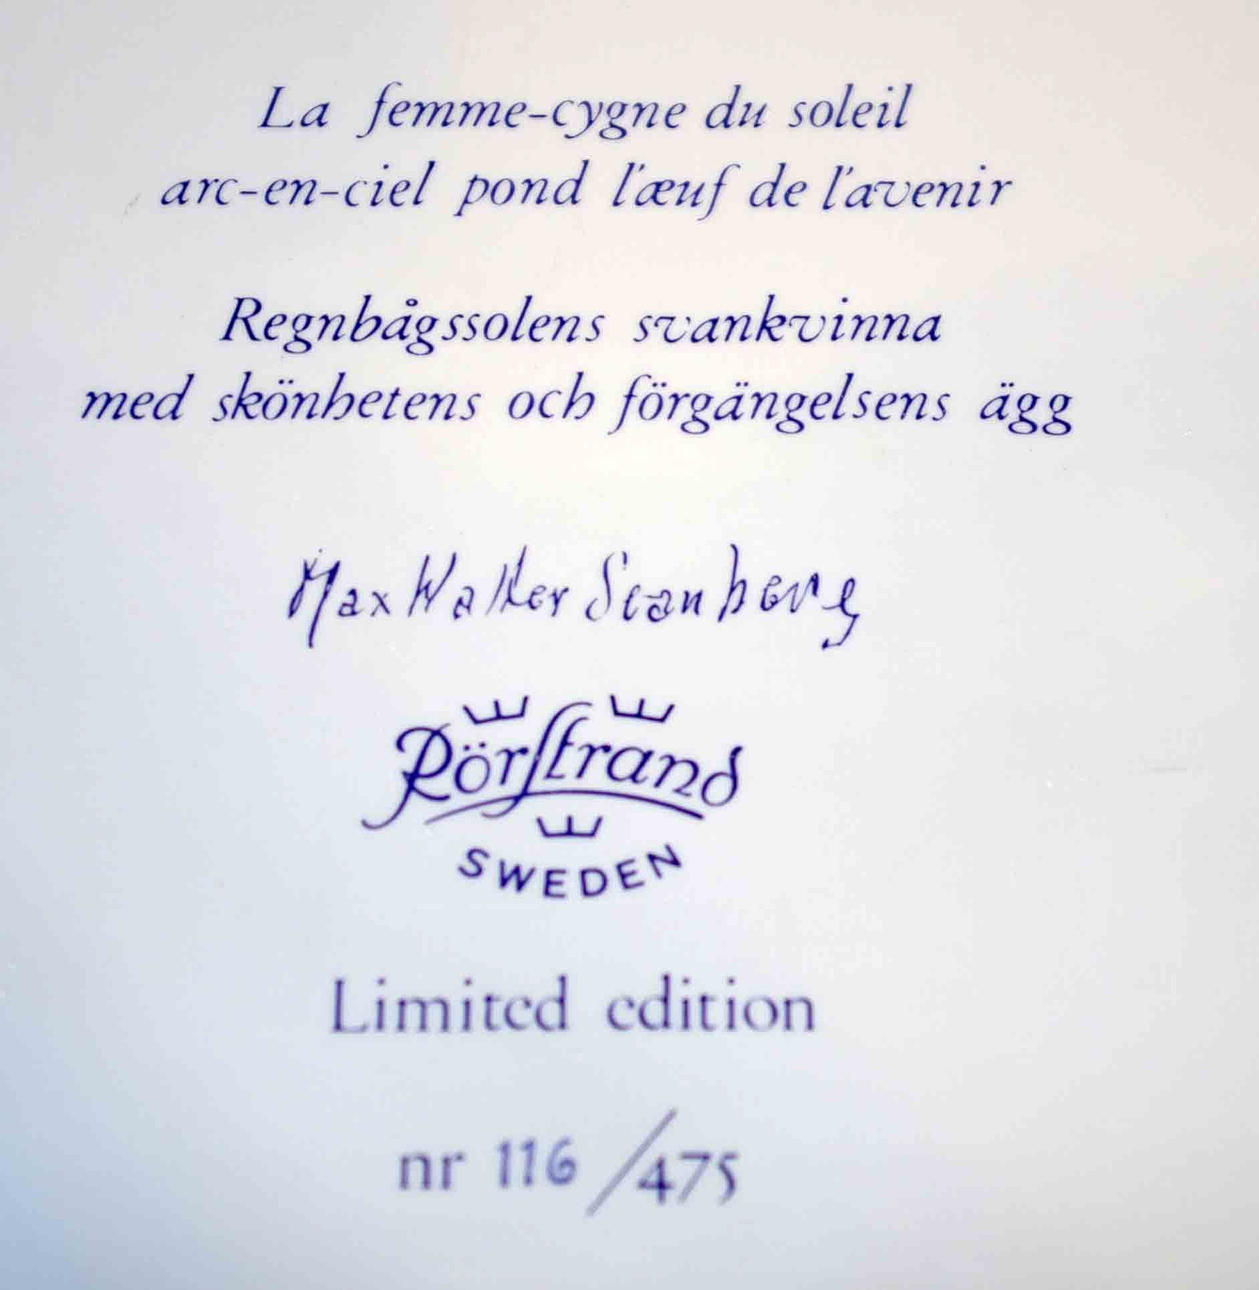 La femme-cygne du soleil
arc-en-ciel pond l'œuf de l'avenir
Regnbågssolens svankvinna
med skönhetens och förgängelsens ägg
Max Walter Svanberg
Rörstrand
SWEDEN
Limited edition
nr 116/475